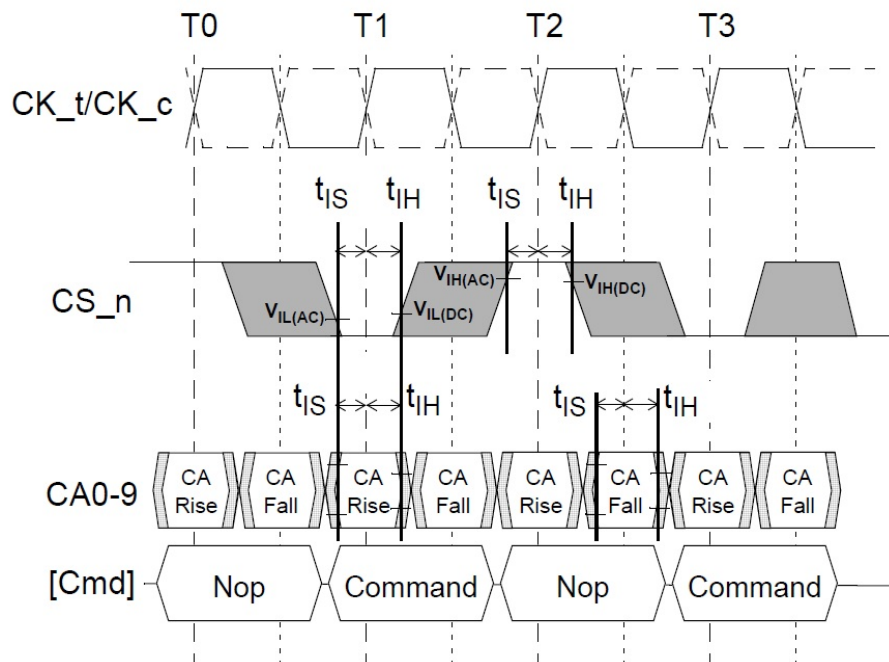 T0 T1 T2 T3
CK_t/CK_c
tIS tIH tIS tIH
CS_n
VIL(AC) VIL(DC) VIH(AC) VIH(DC)
tIS tIH tIS tIH
CA0-9
CA Rise CA Fall CA Rise CA Fall CA Rise CA Fall CA Rise CA Fall
[Cmd] Nop Command Nop Command